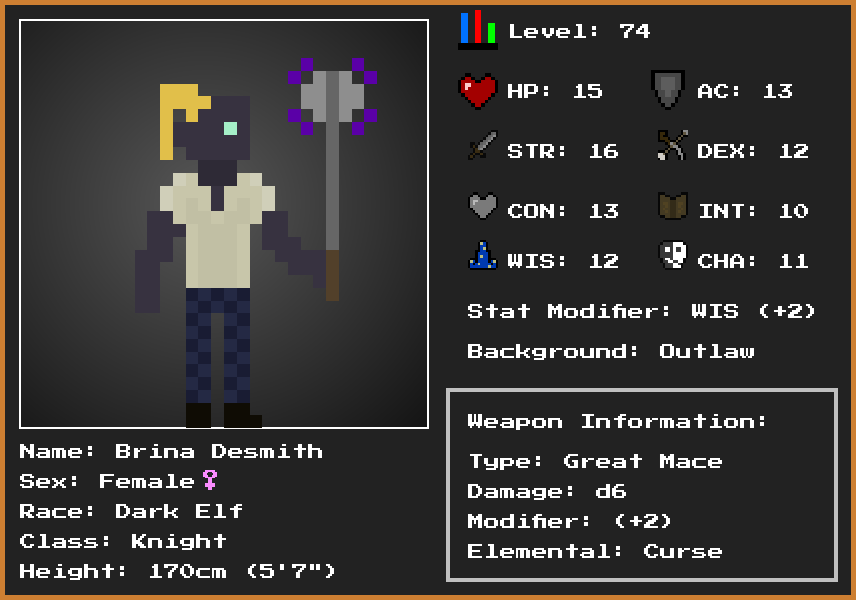 Level: 74
HP: 15 AC: 13
STR: 16 DEX: 12
CON: 13 INT: 10
WIS: 12 CHA: 11
Stat Modifier: WIS (+2)
Background: Outlaw
Weapon Information:
Type: Great Mace
Damage: d6
Modifier: (+2)
Elemental: Curse
Name: Brina Desmith
Sex: Female♀
Race: Dark Elf
Class: Knight
Height: 170cm (5'7")